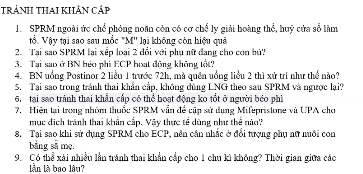 TRÁNH THAI KHẨN CẤP
1. SPRM ngoài ức chế phóng noãn còn có cơ chế ly giải hoàng thể, huỷ cửa sổ làm
tổ. Vậy tại sao sau mốc "M" lại không còn hiệu quả
2. Tại sao SPRM lại xếp loại 2 đối với phụ nữ đang cho con bú?
3. Tại sao ở BN béo phì ECP hoạt động không tốt?
4. BN uống Postinor 2 liều 1 trước 72h, mà quên uống liều 2 thì xử trí như thế nào?
5. Tại sao trong tránh thai khẩn cấp, không dùng LNG theo sau SPRM và ngược lại?
6. tại sao tránh thai khẩn cấp có thể hoạt động ko tốt ở người béo phì
7. Hiện tại trong nhóm thuốc SPRM vẫn đề cập sử dụng Mifepristone và UPA cho
mục đích tránh thai khẩn cấp. Vậy thực tế dùng như thế nào?
8. Tại sao khi sử dụng SPRM cho ECP, nên cân nhắc ở đối tượng phụ nữ nuôi con
bằng sữa mẹ.
9. Có thể xài nhiều lần tránh thai khẩn cấp trong 1 chu kì không? Thời gian giữa các
lần là bao lâu?